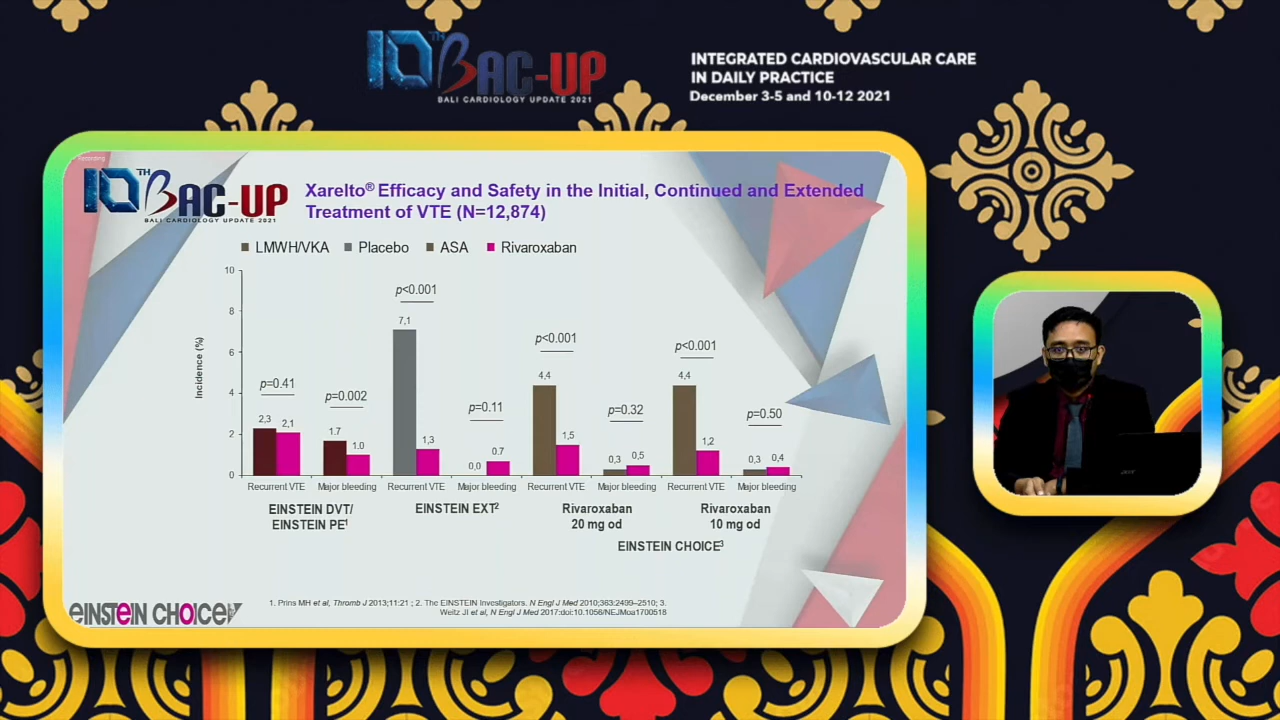 10TH BAC-UP
BALI CARDIOLOGY UPDATE 2021
INTEGRATED CARDIOVASCULAR CARE
IN DAILY PRACTICE
December 3-5 and 10-12 2021
Recording
10TH BAC-UP
BALI CARDIOLOGY UPDATE 2021
Xarelto® Efficacy and Safety in the Initial, Continued and Extended
Treatment of VTE (N=12,874)
LMWH/VKA Placebo ASA Rivaroxaban
Incidence (%)
10
8
6
4
2
0
p=0.41
2,3 2,1
p=0.002
1.7 1.0
p<0.001
7,1 1,3
p=0.11
0,0 0.7
p<0.001
4,4 1,5
p=0.32
0,3 0,5
p<0.001
4,4 1,2
p=0.50
0,3 0,4
Recurrent VTE Major bleeding Recurrent VTE Major bleeding Recurrent VTE Major bleeding Recurrent VTE Major bleeding
EINSTEIN DVT/
EINSTEIN PE1
EINSTEIN EXT2
Rivaroxaban
20 mg od
Rivaroxaban
10 mg od
EINSTEIN CHOICE3
EINSTEIN CHOICE
1. Prins MH et al, Thromb J 2013;11:21 ; 2. The EINSTEIN Investigators. N Engl J Med 2010;363:2499–2510; 3.
Weitz JI et al, N Engl J Med 2017:doi:10.1056/NEJMoa1700518
acer